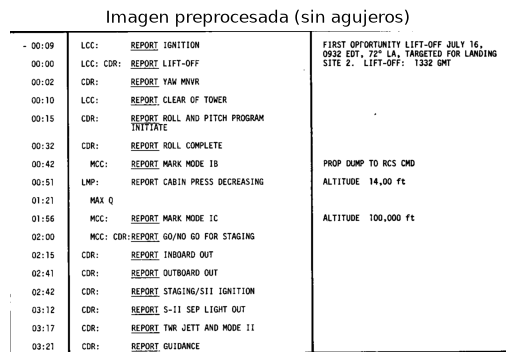 Imagen preprocesada (sin agujeros)
- 00:09 LCC: REPORT IGNITION FIRST OPPORTUNITY LIFT-OFF JULY 16,
0932 EDT, 72° LA, TARGETED FOR LANDING
00:00 LCC: CDR: REPORT LIFT-OFF SITE 2. LIFT-OFF: 1332 GMT
00:02 CDR: REPORT YAW MNVR
00:10 LCC: REPORT CLEAR OF TOWER
00:15 CDR: REPORT ROLL AND PITCH PROGRAM
INITIATE
00:32 CDR: REPORT ROLL COMPLETE
00:42 MCC: REPORT MARK MODE IB PROP DUMP TO RCS CMD
00:51 LMP: REPORT CABIN PRESS DECREASING ALTITUDE 14,00 ft
01:21 MAX Q
01:56 MCC: REPORT MARK MODE IC ALTITUDE 100,000 ft
02:00 MCC: CDR:REPORT GO/NO GO FOR STAGING
02:15 CDR: REPORT INBOARD OUT
02:41 CDR: REPORT OUTBOARD OUT
02:42 CDR: REPORT STAGING/SII IGNITION
03:12 CDR: REPORT S-II SEP LIGHT OUT
03:17 CDR: REPORT TWR JETT AND MODE II
03:21 CDR: REPORT GUIDANCE